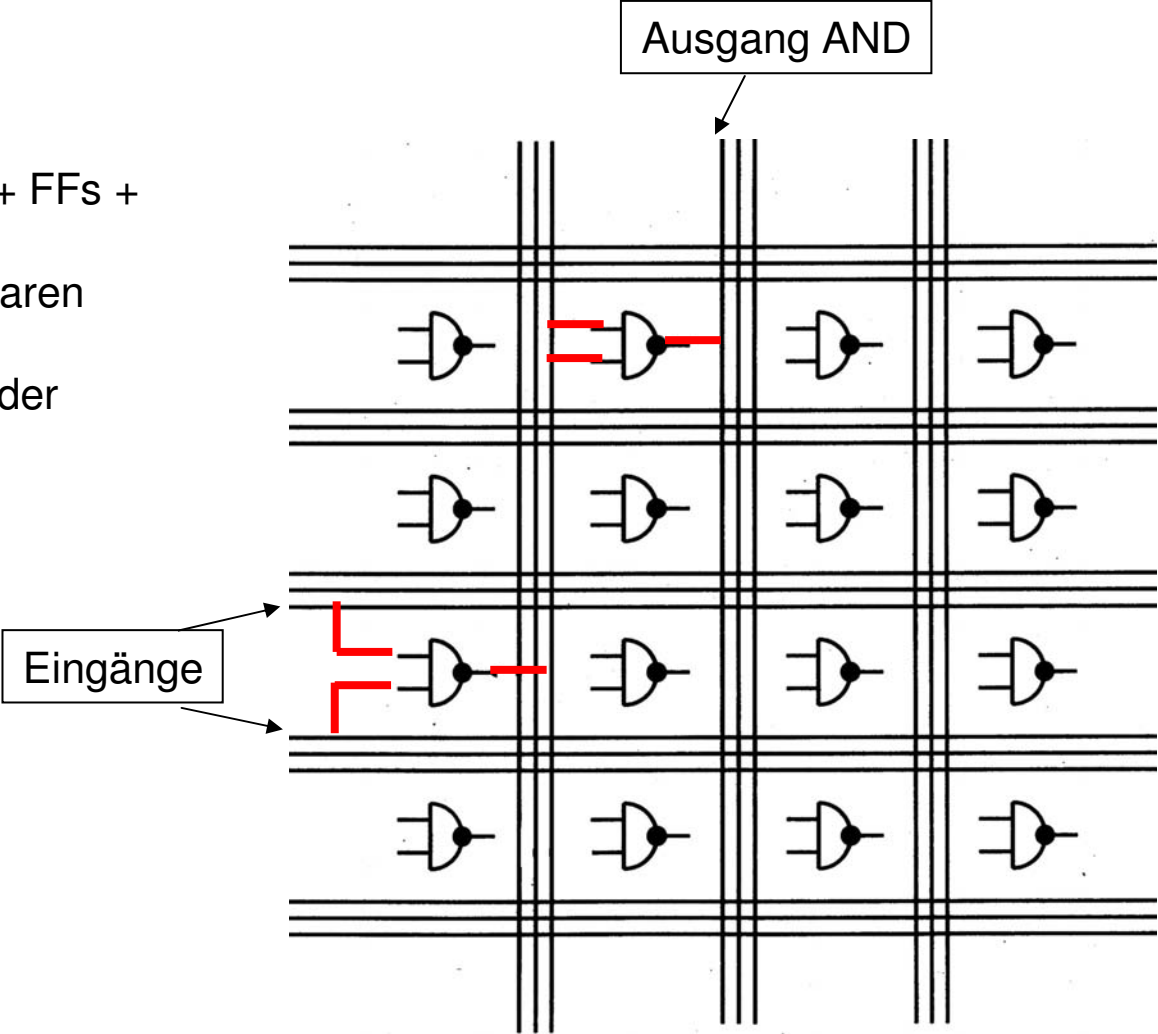 Ausgang AND
+ FFs +
aren
der
Eingänge